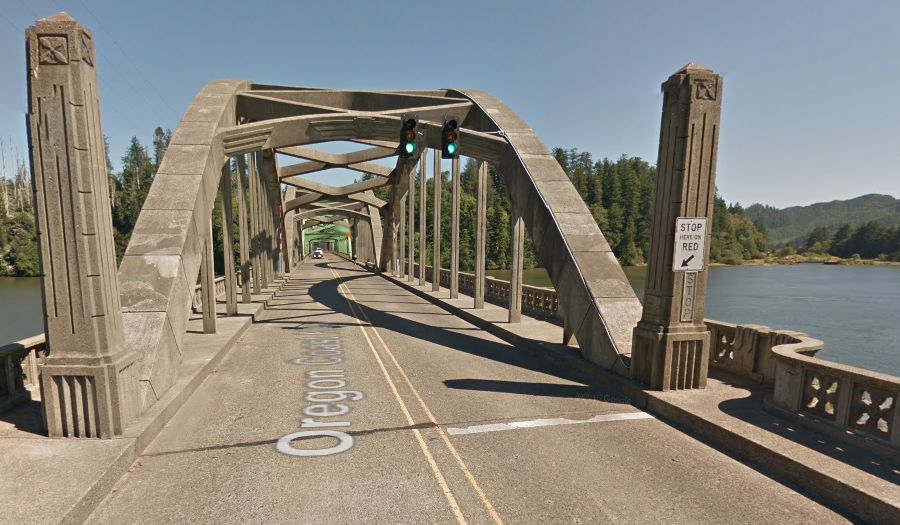 STOP
HERE ON
RED
STOP
Oregon Coast